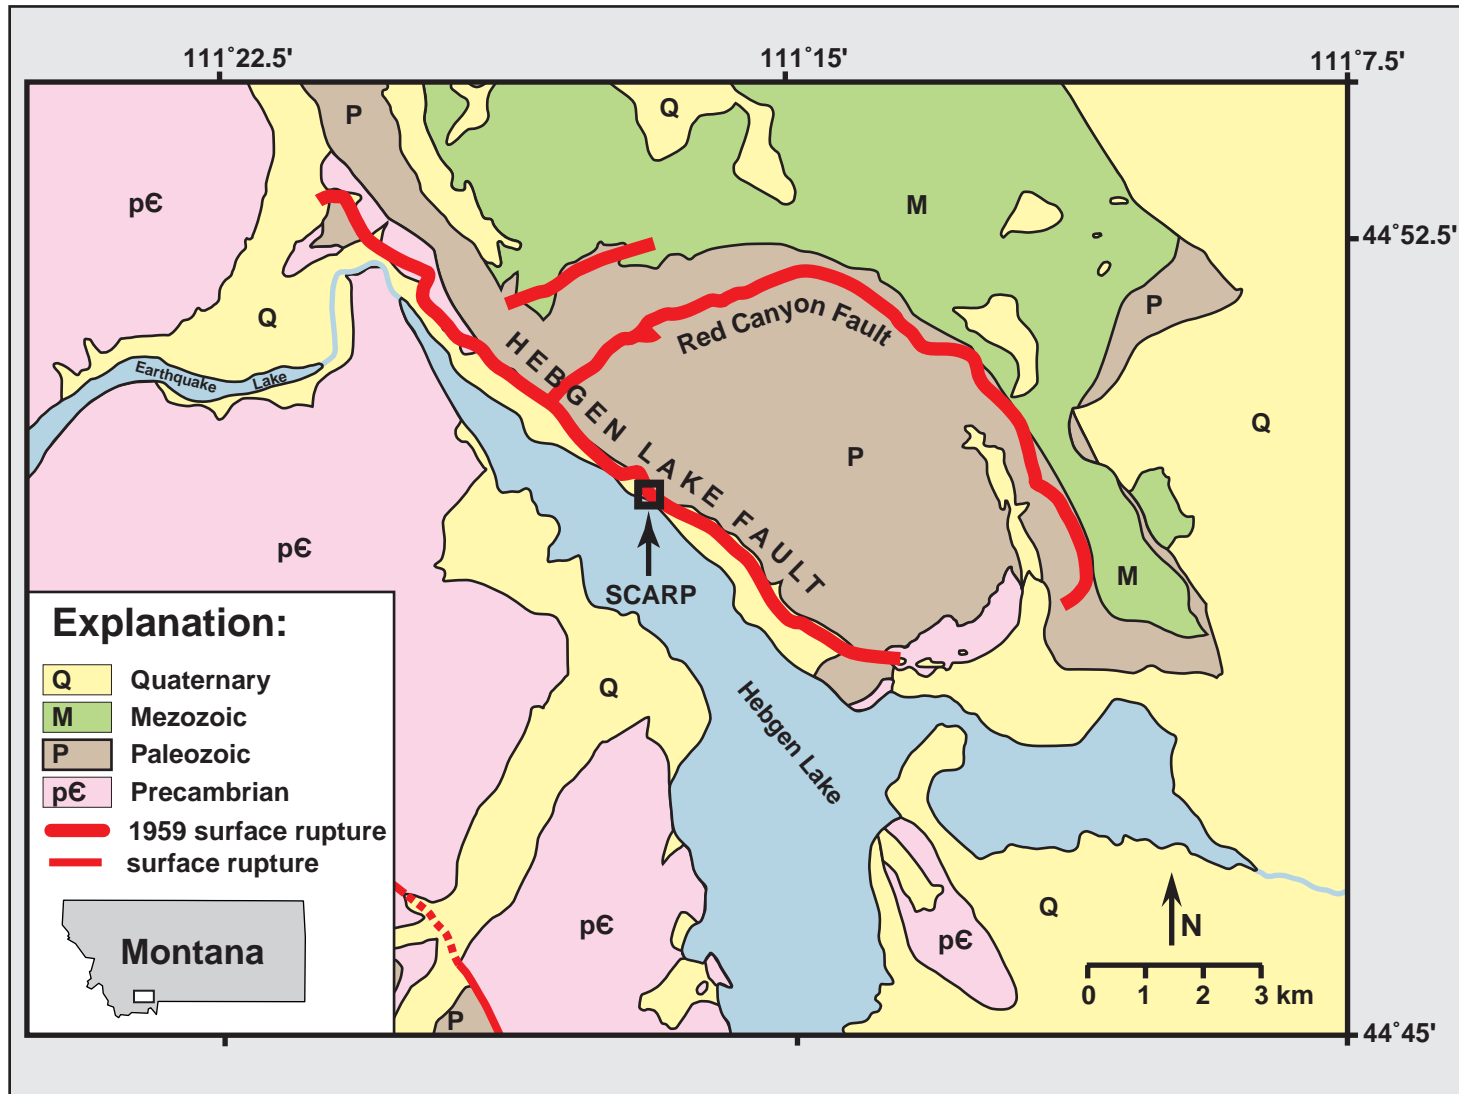 111˚22.5'
111˚15'
111˚7.5'
P
Q
pЄ
M
44˚52.5'
P
Q
Red Canyon Fault
HEBGEN LAKE FAULT
Earthquake Lake
Q
P
pЄ
M
SCARP
Explanation:
Q Quaternary
M Mezozoic
P Paleozoic
pЄ Precambrian
1959 surface rupture
surface rupture
Q
Hebgen Lake
Montana
pЄ
pЄ
Q
N
0 1 2 3 km
P
44˚45'